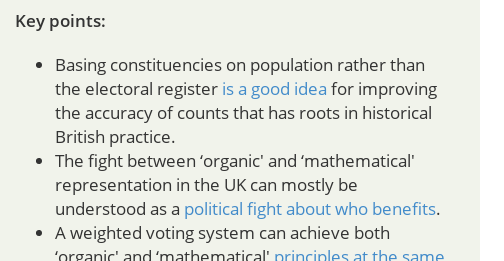 Key points:
Basing constituencies on population rather than
the electoral register is a good idea for improving
the accuracy of counts that has roots in historical
British practice.
The fight between ‘organic' and ‘mathematical'
representation in the UK can mostly be
understood as a political fight about who benefits.
A weighted voting system can achieve both
‘organic' and ‘mathematical' principles at the same